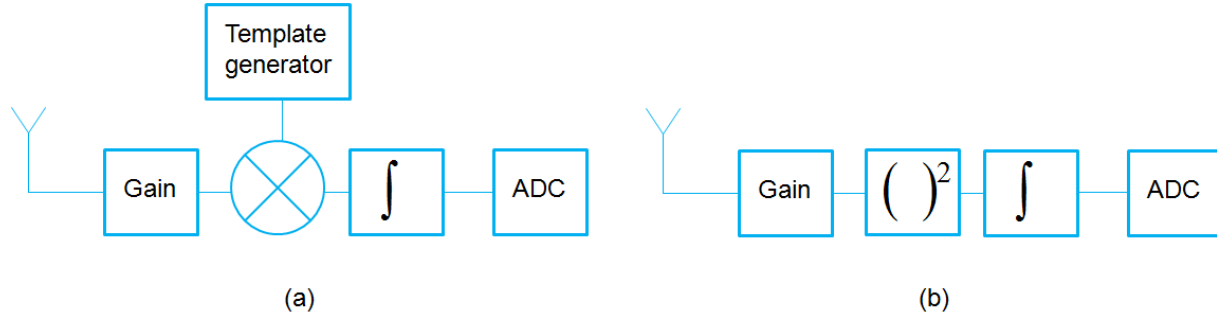 Template
generator
Gain
∫
ADC
(a)
Gain
( )²
∫
ADC
(b)